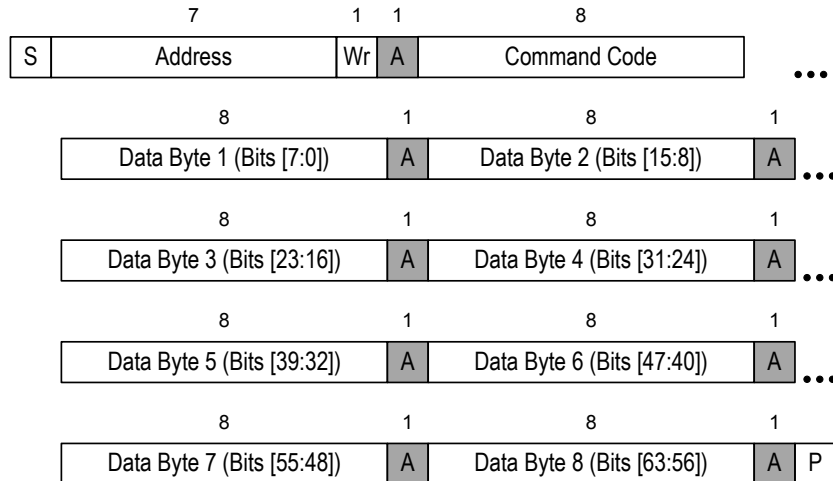 7 1 1 8
S Address Wr A Command Code ...
8 1 8 1
Data Byte 1 (Bits [7:0]) A Data Byte 2 (Bits [15:8]) A ...
8 1 8 1
Data Byte 3 (Bits [23:16]) A Data Byte 4 (Bits [31:24]) A ...
8 1 8 1
Data Byte 5 (Bits [39:32]) A Data Byte 6 (Bits [47:40]) A ...
8 1 8 1
Data Byte 7 (Bits [55:48]) A Data Byte 8 (Bits [63:56]) A P